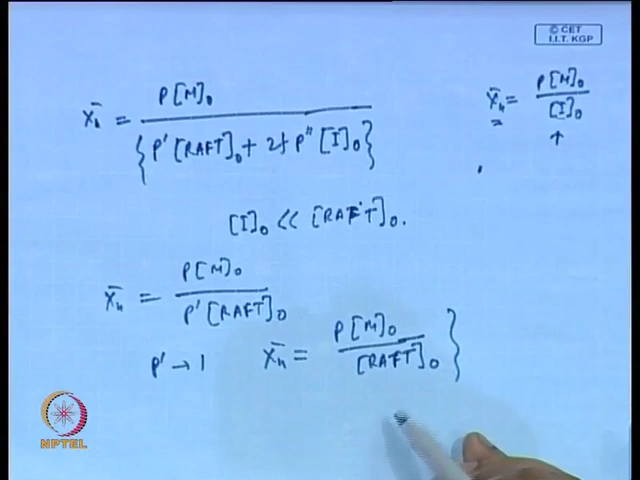 © CET
I.I.T. KGP
X̄n = P[M]₀ / {P'[RAFT]₀ + 2f P''[I]₀}
X̄n = P[M]₀ / [I]₀
↑
[I]₀ << [RAFT]₀.
X̄n = P[M]₀ / P'[RAFT]₀
P' → 1 X̄n = P[M]₀ / [RAFT]₀ }
NPTEL